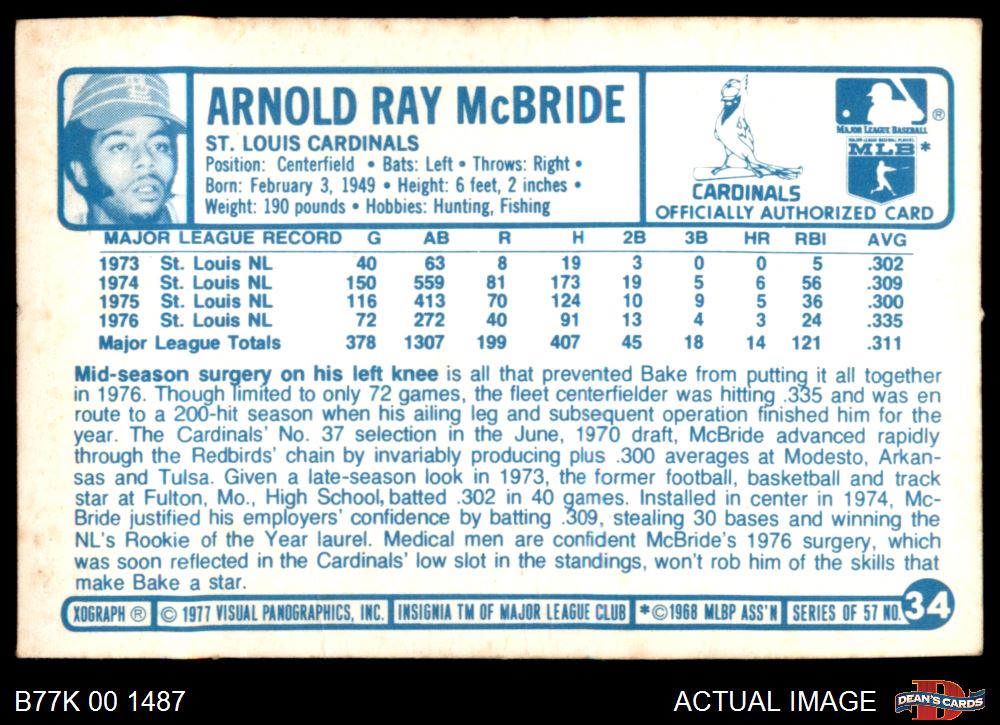 ARNOLD RAY McBRIDE
ST. LOUIS CARDINALS
Position: Centerfield • Bats: Left • Throws: Right •
Born: February 3, 1949 • Height: 6 feet, 2 inches •
Weight: 190 pounds • Hobbies: Hunting, Fishing
CARDINALS
OFFICIALLY AUTHORIZED CARD
MAJOR LEAGUE BASEBALL ®
MAJOR LEAGUE BASEBALL PLAYERS
MLB *
MAJOR LEAGUE RECORD G AB R H 2B 3B HR RBI AVG
1973 St. Louis NL 40 63 8 19 3 0 0 5 .302
1974 St. Louis NL 150 559 81 173 19 5 6 56 .309
1975 St. Louis NL 116 413 70 124 10 9 5 36 .300
1976 St. Louis NL 72 272 40 91 13 4 3 24 .335
Major League Totals 378 1307 199 407 45 18 14 121 .311
Mid-season surgery on his left knee is all that prevented Bake from putting it all together
in 1976. Though limited to only 72 games, the fleet centerfielder was hitting .335 and was en
route to a 200-hit season when his ailing leg and subsequent operation finished him for the
year. The Cardinals' No. 37 selection in the June, 1970 draft, McBride advanced rapidly
through the Redbirds' chain by invariably producing plus .300 averages at Modesto, Arkan-
sas and Tulsa. Given a late-season look in 1973, the former football, basketball and track
star at Fulton, Mo., High School, batted .302 in 40 games. Installed in center in 1974, Mc-
Bride justified his employers' confidence by batting .309, stealing 30 bases and winning the
NL's Rookie of the Year laurel. Medical men are confident McBride's 1976 surgery, which
was soon reflected in the Cardinals' low slot in the standings, won't rob him of the skills that
make Bake a star.
XOGRAPH ® © 1977 VISUAL PANOGRAPHICS, INC. INSIGNIA TM OF MAJOR LEAGUE CLUB *©1968 MLBP ASS'N SERIES OF 57 NO. 34
B77K 00 1487 ACTUAL IMAGE D DEAN'S CARDS